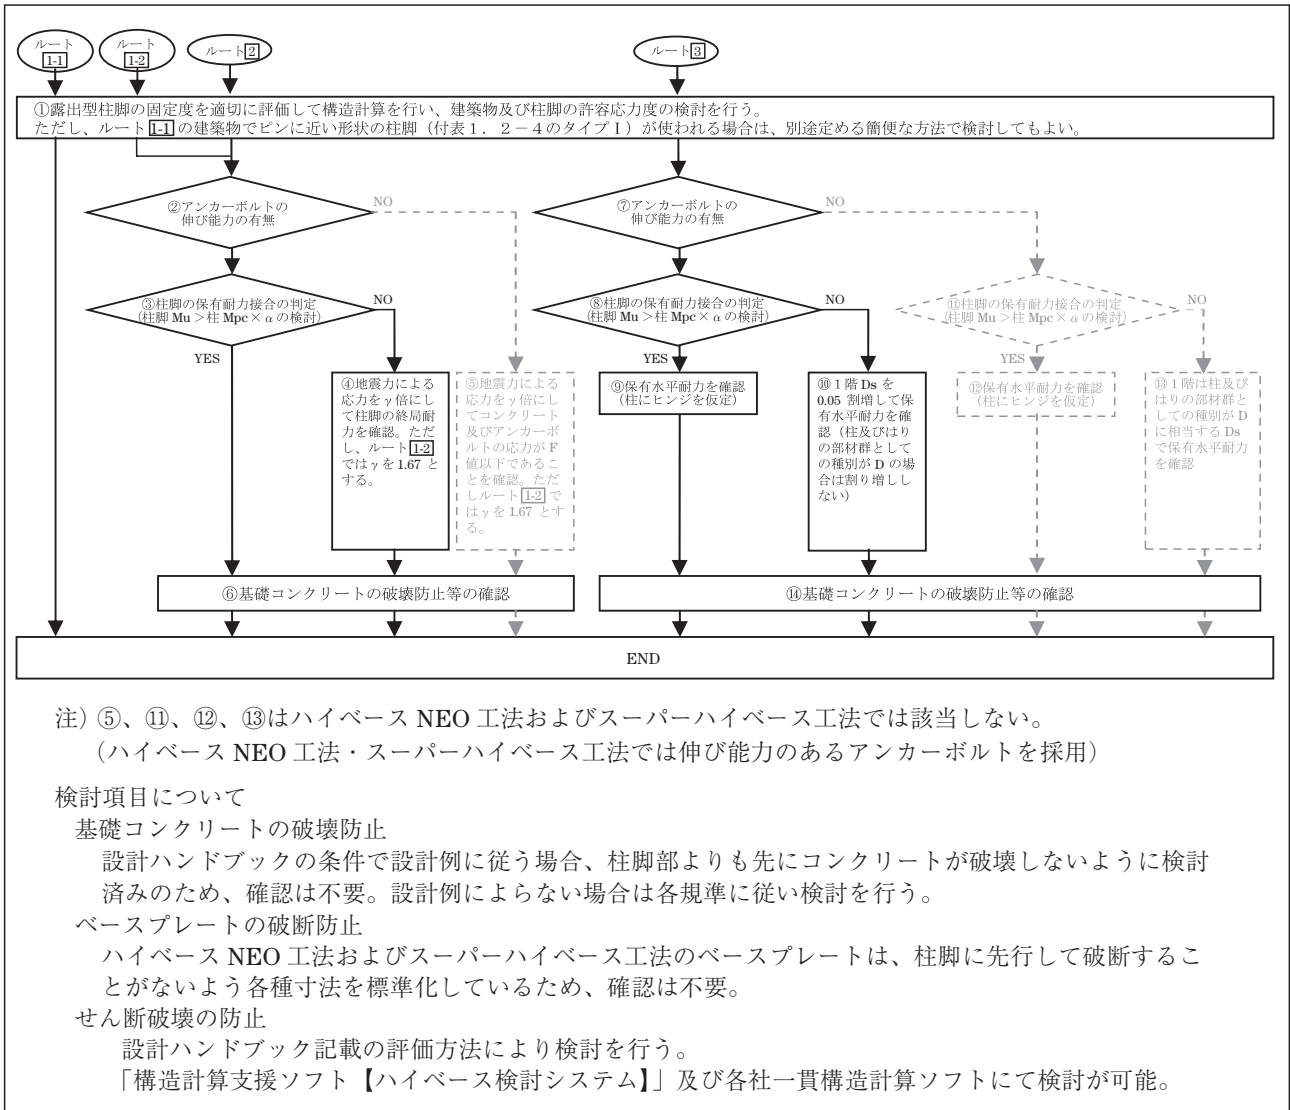 ルート
1-1
ルート
1-2
ルート2
ルート3
①露出型柱脚の固定度を適切に評価して構造計算を行い、建築物及び柱脚の許容応力度の検討を行う。
ただし、ルート1-1の建築物でピンに近い形状の柱脚（付表１．２－４のタイプⅠ）が使われる場合は、別途定める簡便な方法で検討してもよい。
②アンカーボルトの
伸び能力の有無
NO
⑦アンカーボルトの
伸び能力の有無
NO
③柱脚の保有耐力接合の判定
(柱脚 Mu＞柱 Mpc×αの検討)
NO
YES
⑧柱脚の保有耐力接合の判定
(柱脚 Mu＞柱 Mpc×αの検討)
NO
YES
⑪柱脚の保有耐力接合の判定
(柱脚 Mu＞柱 Mpc×αの検討)
NO
YES
④地震力による
応力をγ倍にし
て柱脚の終局耐
力を確認。ただ
し、ルート1-2
ではγを 1.67 と
する。
⑤地震力による
応力をγ倍にし
てコンクリート
及びアンカーボ
ルトの応力が F
値以下であるこ
とを確認。ただ
しルート1-2で
はγを 1.67 とす
る。
⑨保有水平耐力を確認
(柱にヒンジを仮定)
⑩１階 Ds を
0.05 割増して保
有水平耐力を確
認（柱及びはり
の部材群として
の種別が D の場
合は割り増しし
ない）
⑫保有水平耐力を確認
(柱にヒンジを仮定)
⑬１階は柱及び
はりの部材群と
しての種別が D
に相当する Ds
で保有水平耐力
を確認
⑥基礎コンクリートの破壊防止等の確認
⑭基礎コンクリートの破壊防止等の確認
END
注）⑤、⑪、⑫、⑬はハイベース NEO 工法およびスーパーハイベース工法では該当しない。
（ハイベース NEO 工法・スーパーハイベース工法では伸び能力のあるアンカーボルトを採用）
検討項目について
基礎コンクリートの破壊防止
設計ハンドブックの条件で設計例に従う場合、柱脚部よりも先にコンクリートが破壊しないように検討
済みのため、確認は不要。設計例によらない場合は各規準に従い検討を行う。
ベースプレートの破断防止
ハイベース NEO 工法およびスーパーハイベース工法のベースプレートは、柱脚に先行して破断するこ
とがないよう各種寸法を標準化しているため、確認は不要。
せん断破壊の防止
設計ハンドブック記載の評価方法により検討を行う。
「構造計算支援ソフト【ハイベース検討システム】」及び各社一貫構造計算ソフトにて検討が可能。